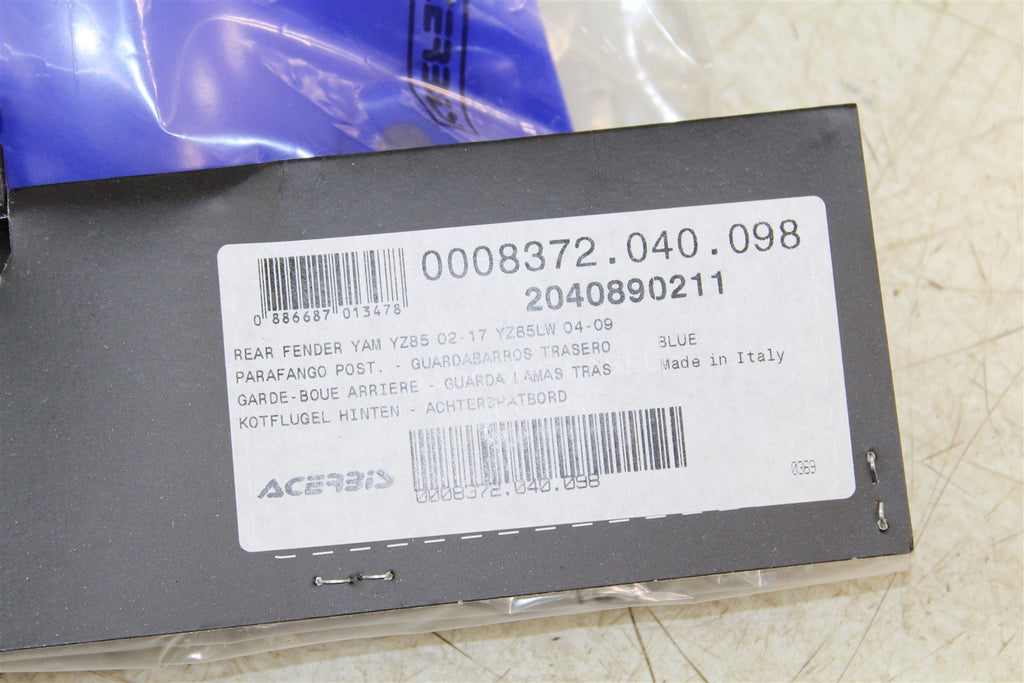 ACERBIS
0008372.040.098
2040890211
0 886687 013478
REAR FENDER YAM YZ85 02-17 YZ85LW 04-09
PARAFANGO POST. - GUARDABARROS TRASERO
GARDE-BOUE ARRIERE - GUARDA LAMAS TRAS
KOTFLUGEL HINTEN - ACHTERSPATBORD
BLUE
Made in Italy
ACERBIS
0008372.040.098
0369